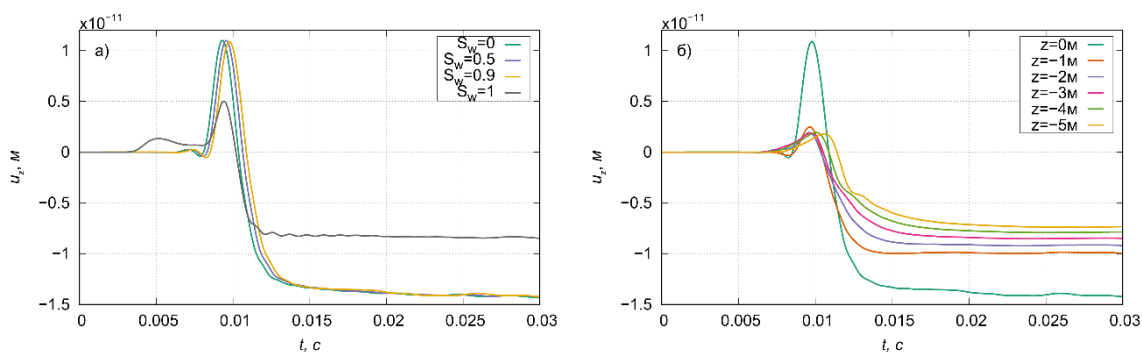 x10⁻¹¹
a)
S_w=0
S_w=0.5
S_w=0.9
S_w=1
1
0.5
0
−0.5
−1
−1.5
u_z, м
0 0.005 0.01 0.015 0.02 0.025 0.03
t, с
x10⁻¹¹
б)
z=0м
z=−1м
z=−2м
z=−3м
z=−4м
z=−5м
1
0.5
0
−0.5
−1
−1.5
u_z, м
0 0.005 0.01 0.015 0.02 0.025 0.03
t, с